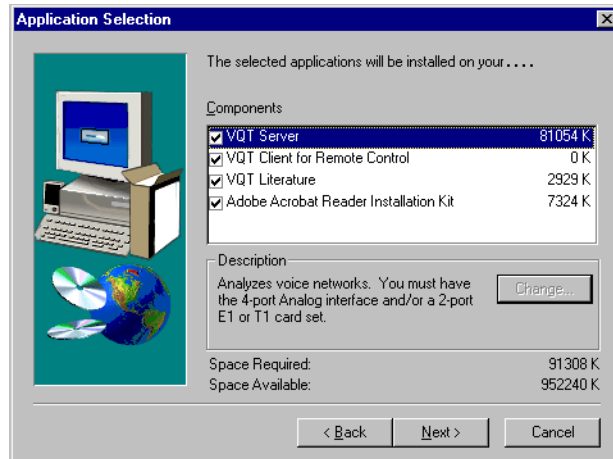 Application Selection
The selected applications will be installed on your....
Components
VQT Server 81054 K
VQT Client for Remote Control 0 K
VQT Literature 2929 K
Adobe Acrobat Reader Installation Kit 7324 K
Description
Analyzes voice networks. You must have
the 4-port Analog interface and/or a 2-port
E1 or T1 card set.
Change...
Space Required: 91308 K
Space Available: 952240 K
< Back Next > Cancel